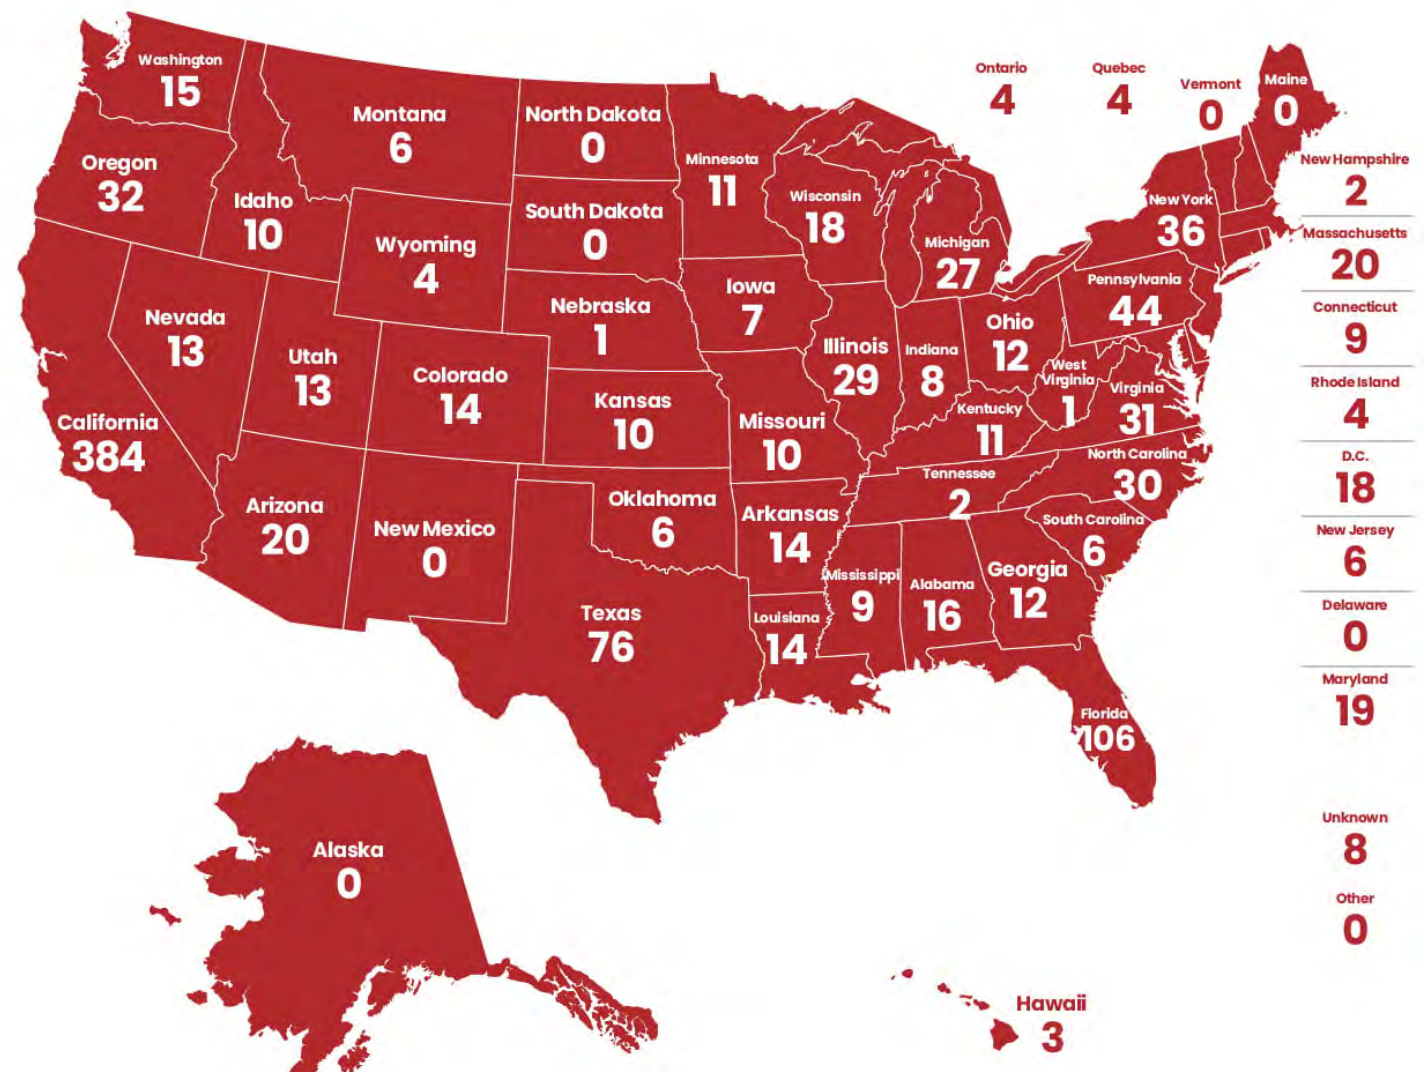 Washington
15
Oregon
32
California
384
Nevada
13
Idaho
10
Montana
6
Wyoming
4
Utah
13
Colorado
14
Arizona
20
New Mexico
0
North Dakota
0
South Dakota
0
Nebraska
1
Kansas
10
Oklahoma
6
Texas
76
Minnesota
11
Iowa
7
Missouri
10
Arkansas
14
Louisiana
14
Wisconsin
18
Illinois
29
Michigan
27
Indiana
8
Ohio
12
Kentucky
11
Tennessee
2
Mississippi
9
Alabama
16
Georgia
12
Florida
106
South Carolina
6
North Carolina
30
Virginia
31
West
Virginia
1
Pennsylvania
44
New York
36
Ontario
4
Quebec
4
Vermont
0
Maine
0
New Hampshire
2
Massachusetts
20
Connecticut
9
Rhode Island
4
D.C.
18
New Jersey
6
Delaware
0
Maryland
19
Unknown
8
Other
0
Alaska
0
Hawaii
3